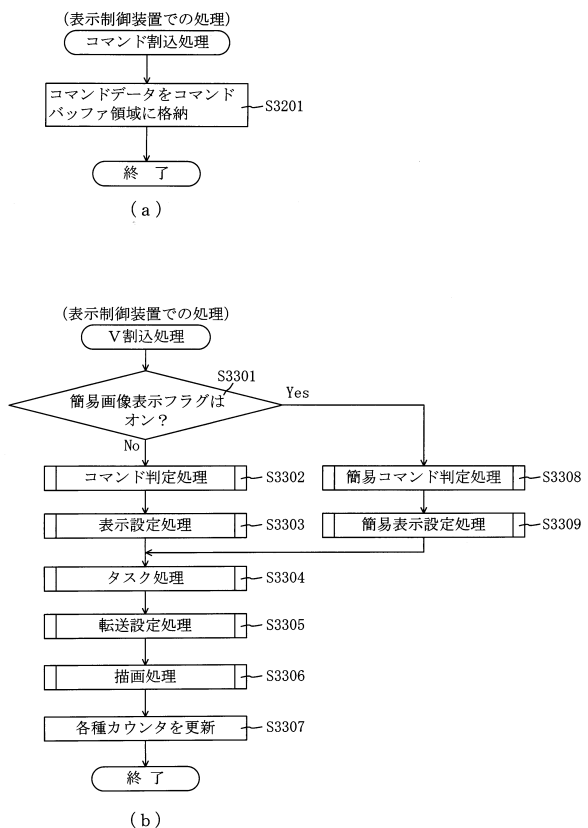 (表示制御装置での処理)
コマンド割込処理
コマンドデータをコマンド
バッファ領域に格納
S3201
終 了
(a)
(表示制御装置での処理)
V割込処理
S3301
簡易画像表示フラグは
オン?
Yes
No
コマンド判定処理
S3302
簡易コマンド判定処理
S3308
表示設定処理
S3303
簡易表示設定処理
S3309
タスク処理
S3304
転送設定処理
S3305
描画処理
S3306
各種カウンタを更新
S3307
終 了
(b)